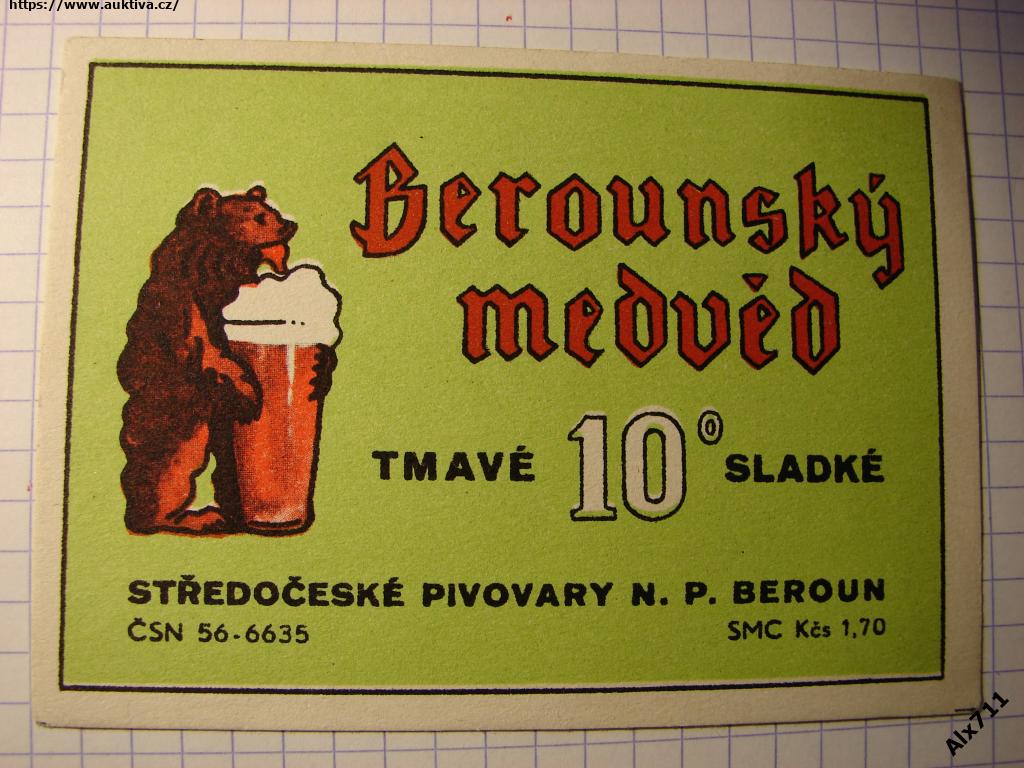 https://www.auktiva.cz/
Berounský
medvěd
TMAVÉ 10° SLADKÉ
STŘEDOČESKÉ PIVOVARY N. P. BEROUN
ČSN 56-6635 SMC Kčs 1,70
Alx711